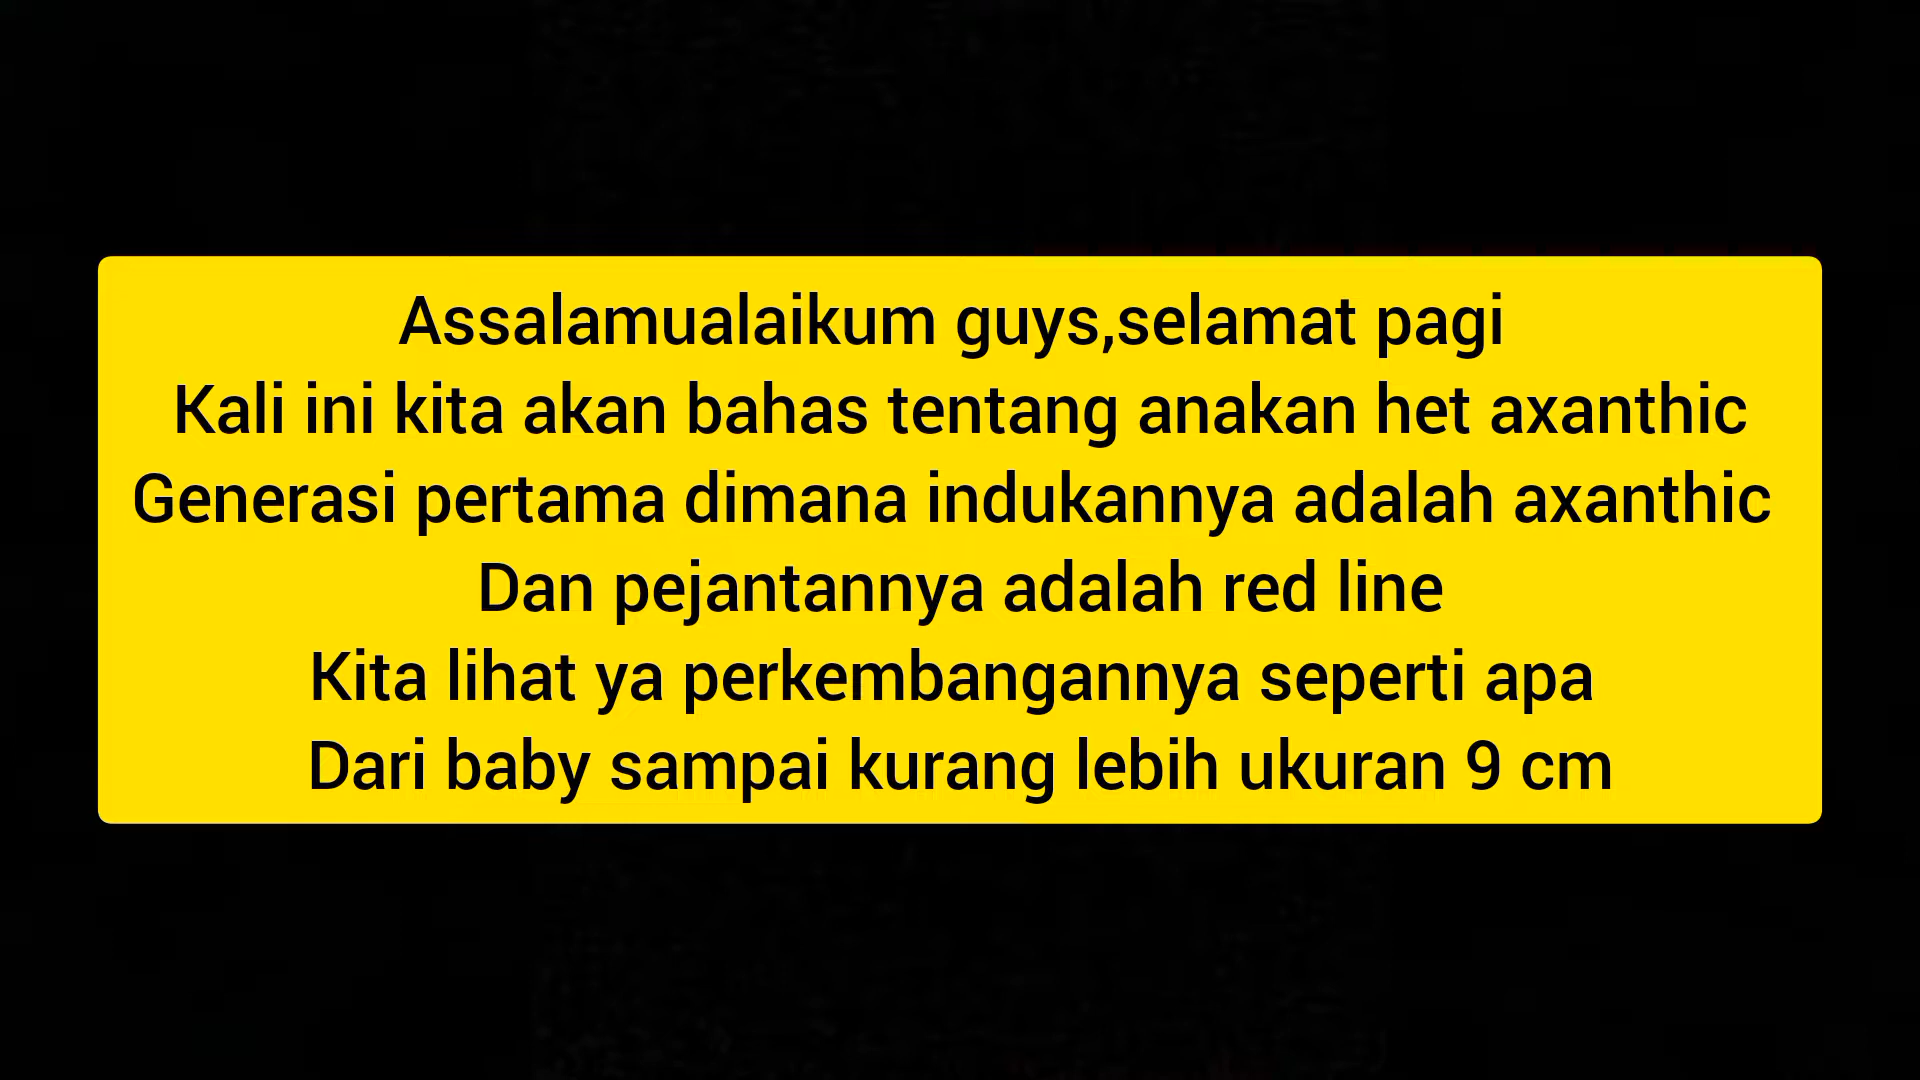 Assalamualaikum guys,selamat pagi
Kali ini kita akan bahas tentang anakan het axanthic
Generasi pertama dimana indukannya adalah axanthic
Dan pejantannya adalah red line
Kita lihat ya perkembangannya seperti apa
Dari baby sampai kurang lebih ukuran 9 cm